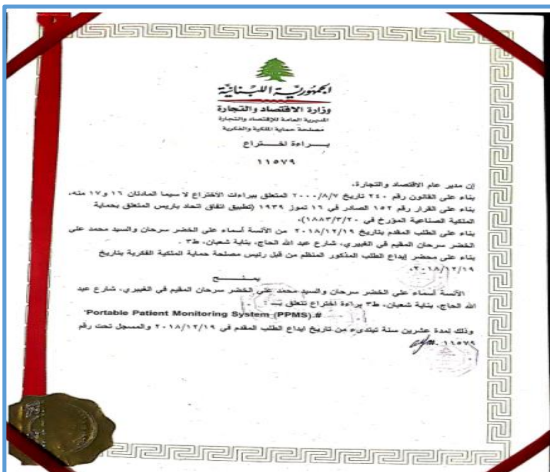 الجمهورية اللبنانية
وزارة الاقتصاد والتجارة
المديرية العامة للإقتصاد والتجارة
مصلحة حماية الملكية والفكرية
براءة اختراع
١١٥٧٩
إن مدير عام الاقتصاد والتجارة،
بناء على القانون رقم ٢٤٠ تاريخ ٢٠٠٠/٨/٧ المتعلق ببراءات الاختراع لا سيما المادتان ١٦ و١٧ منه،
بناء على القرار رقم ١٥٢ الصادر في ١٦ تموز ١٩٣٩ (تطبيق اتفاق اتحاد باريس المتعلق بحماية
الملكية الصناعية المؤرخ في ١٨٨٣/٣/٢٠)،
بناء على الطلب المقدم بتاريخ ٢٠١٨/١٢/١٩ من الآنسة أسماء علي الخضر سرحان والسيد محمد علي
الخضر سرحان المقيم في الغبيري، شارع عبد الله الحاج، بناية شعبان، ط٣ .
بناء على محضر إيداع الطلب المذكور المنظم من قبل رئيس مصلحة حماية الملكية الفكرية بتاريخ
٢٠١٨/١٢/١٩،
يمنح
الآنسة أسماء علي الخضر سرحان والسيد محمد علي الخضر سرحان المقيم في الغبيري، شارع عبد
الله الحاج، بناية شعبان، ط٣ براءة اختراع تتعلق بـ :
"Portable Patient Monitoring System (PPMS).#
وذلك لمدة عشرين سنة تبتدىء من تاريخ إيداع الطلب المقدم في ٢٠١٨/١٢/١٩ والمسجل تحت رقم
١١٥٧٩.